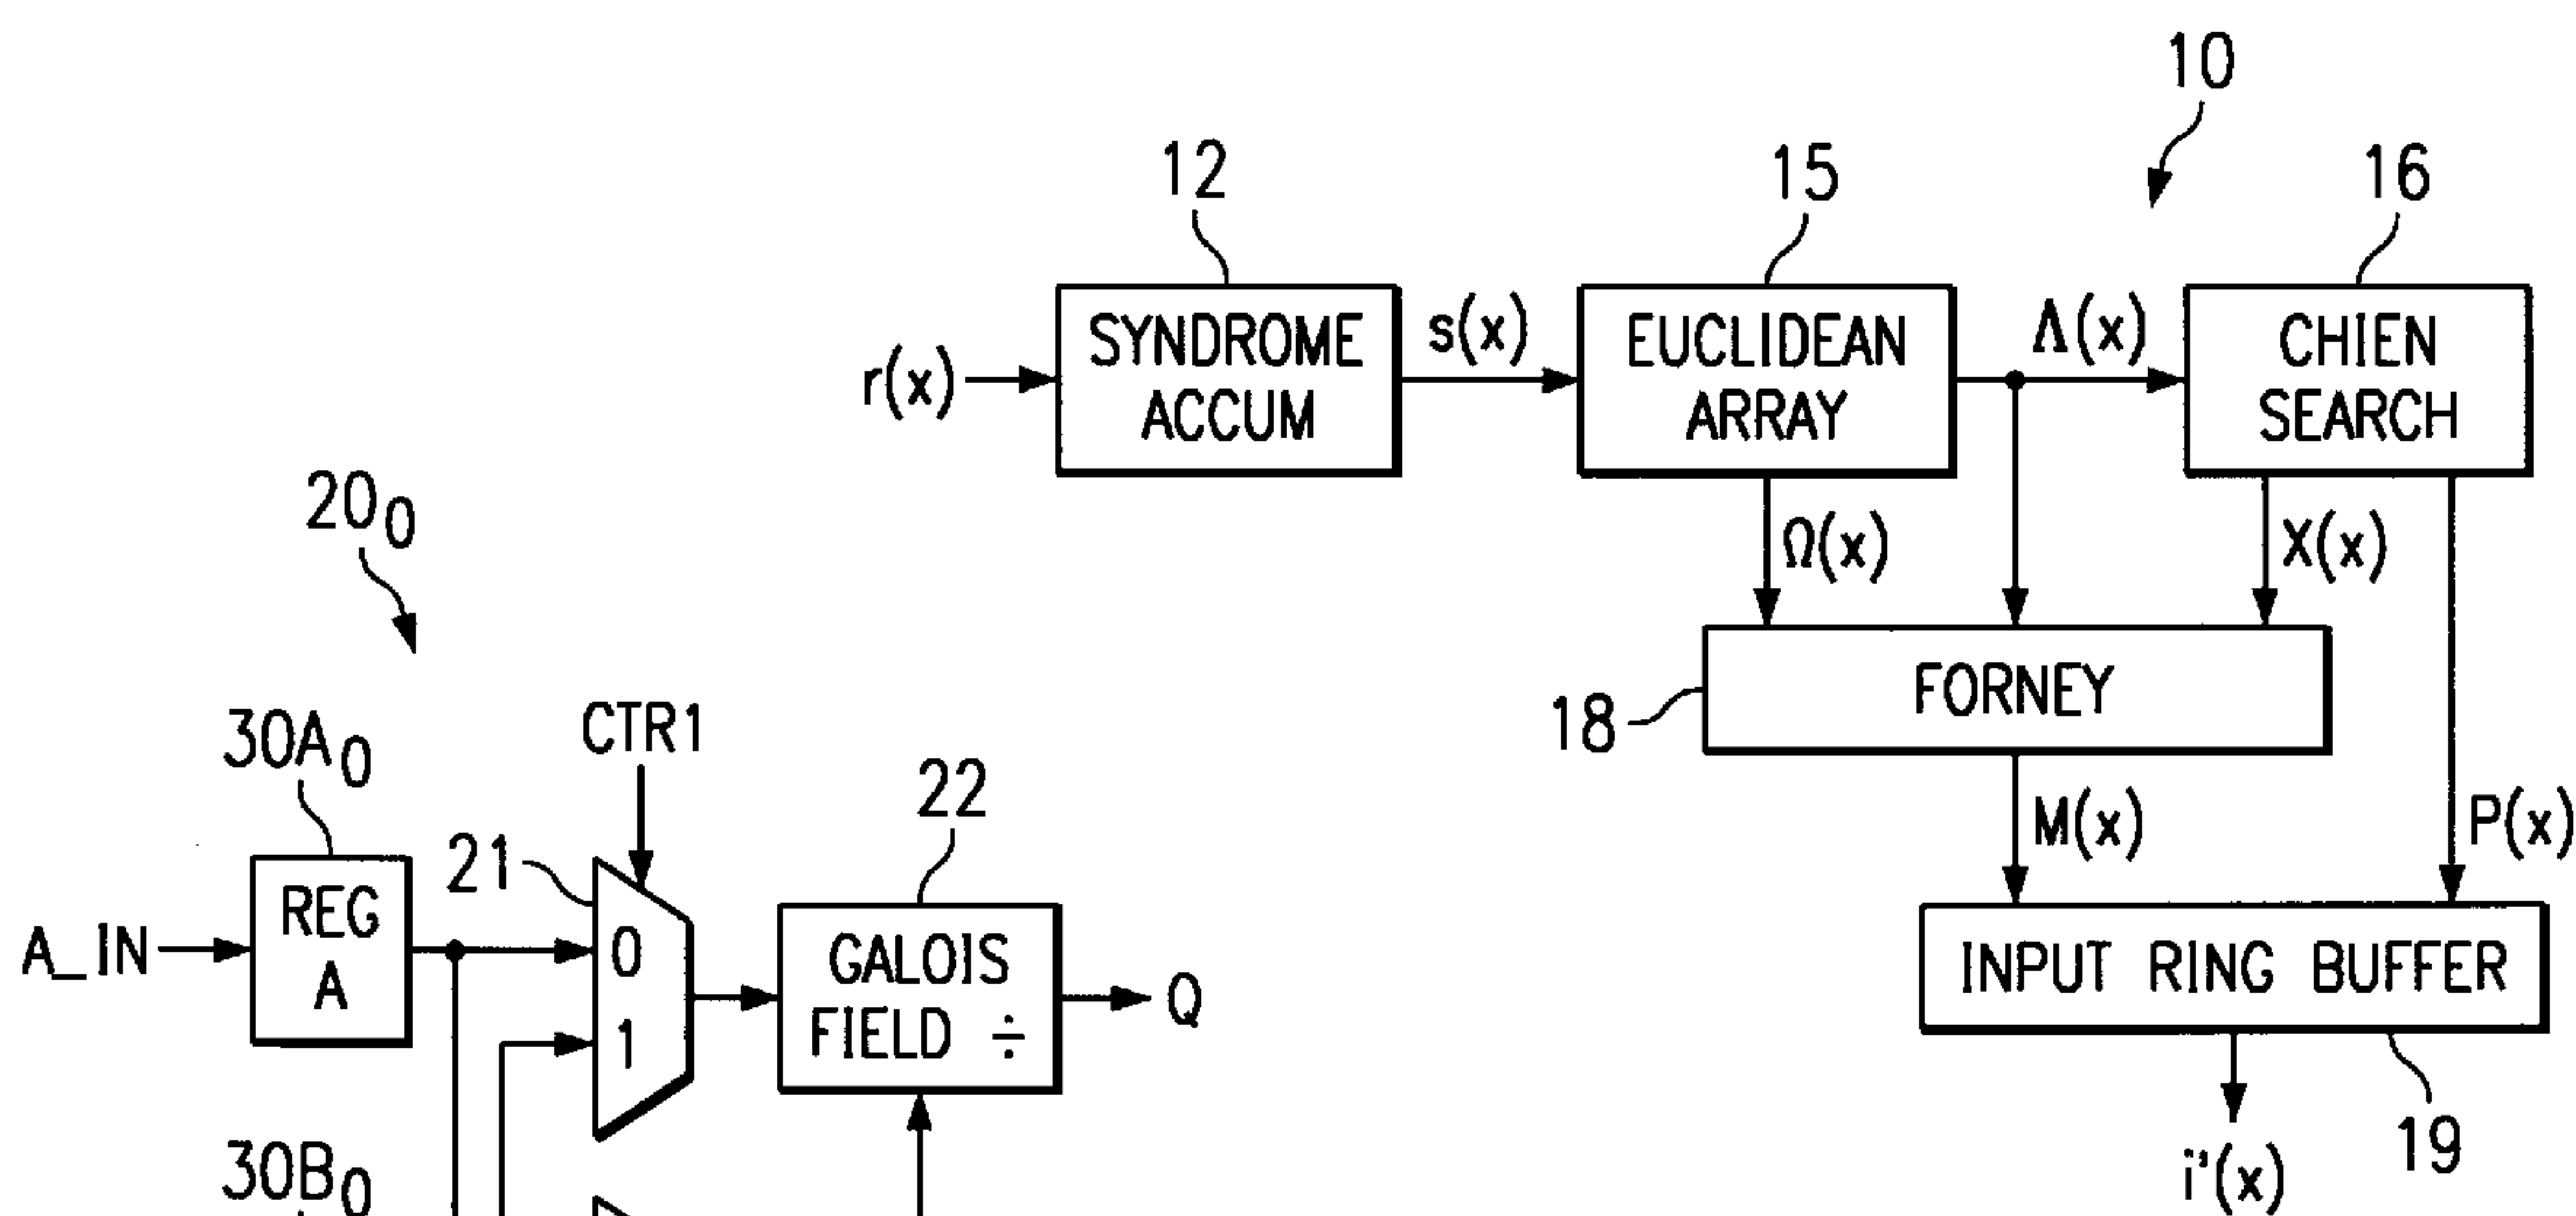 10
12
15
16
r(x)
SYNDROME
ACCUM
s(x)
EUCLIDEAN
ARRAY
Λ(x)
CHIEN
SEARCH
Ω(x)
X(x)
18
FORNEY
M(x)
P(x)
INPUT RING BUFFER
19
i'(x)
20₀
30A₀
CTR1
21
22
A_IN
REG
A
0
1
GALOIS
FIELD ÷
Q
30B₀